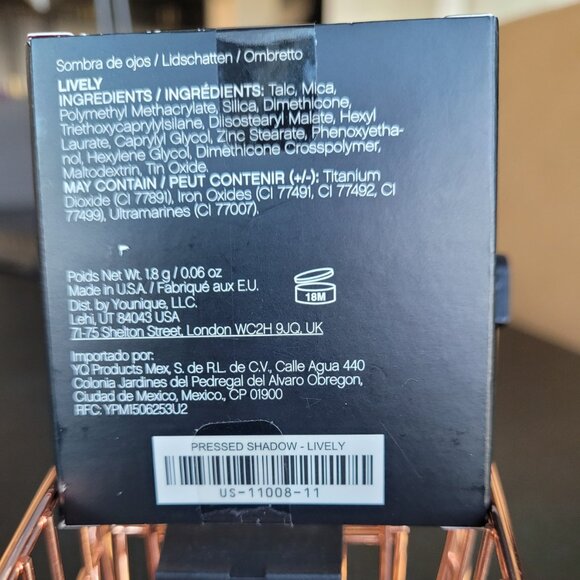 Sombra de ojos / Lidschatten / Ombretto
LIVELY
INGREDIENTS / INGRÉDIENTS: Talc, Mica,
Polymethyl Methacrylate, Silica, Dimethicone,
Triethoxycaprylylsilane, Diisostearyl Malate, Hexyl
Laurate, Caprylyl Glycol, Zinc Stearate, Phenoxyetha-
nol, Hexylene Glycol, Dimethicone Crosspolymer,
Maltodextrin, Tin Oxide.
MAY CONTAIN / PEUT CONTENIR (+/-): Titanium
Dioxide (CI 77891), Iron Oxides (CI 77491, CI 77492, CI
77499), Ultramarines (CI 77007).
Poids Net Wt. 1.8 g / 0.06 oz
Made in U.S.A. / Fabriqué aux E.U.
Dist. by Younique, LLC.
Lehi, UT 84043 USA
71-75 Shelton Street, London WC2H 9JQ, UK
18M
Importado por:
YQ Products Mex, S. de R.L. de C.V., Calle Agua 440
Colonia Jardines del Pedregal del Alvaro Obregon,
Ciudad de Mexico, Mexico, CP 01900
RFC: YPM1506253U2
PRESSED SHADOW - LIVELY
US-11008-11